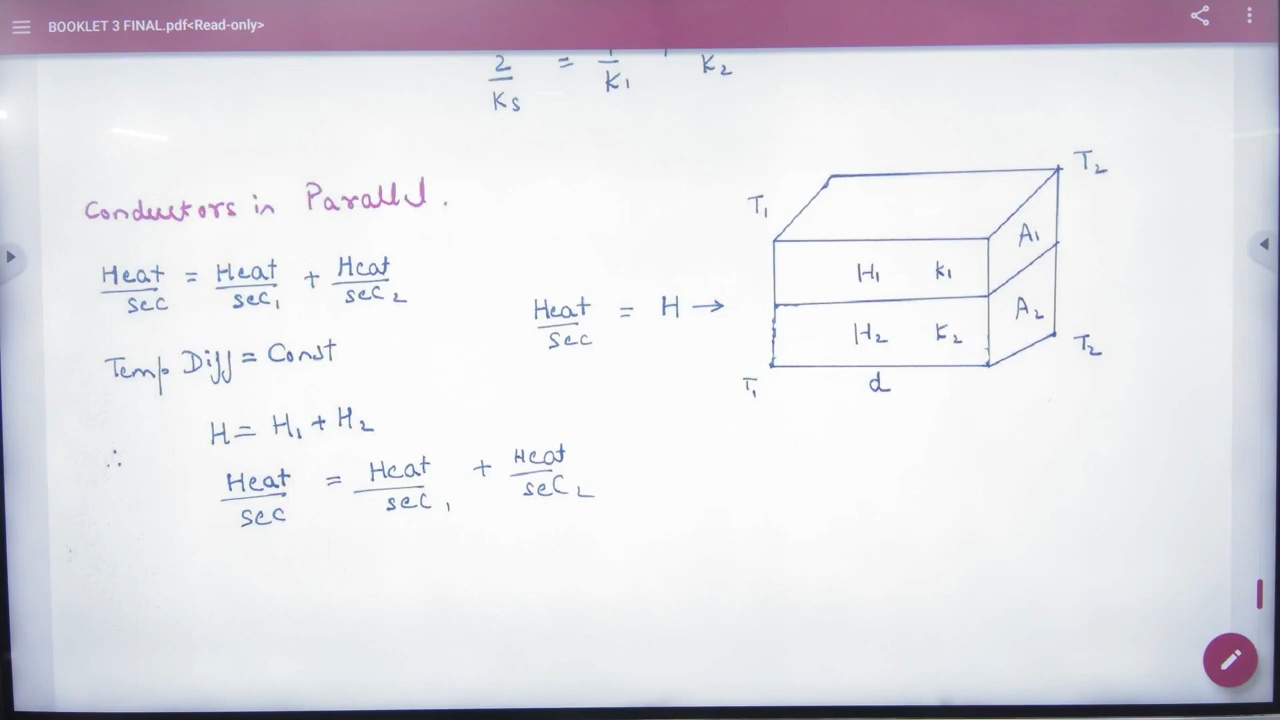 BOOKLET 3 FINAL.pdf<Read-only>
2/Ks = 1/K₁ + K₂
Conductors in Parallel.
Heat/sec = Heat/sec₁ + Heat/sec₂
Temp Diff = Const
∴ H = H₁ + H₂
Heat/sec = Heat/sec₁ + Heat/sec₂
Heat/sec = H →
T₁
T₂
H₁ K₁ A₁
H₂ K₂ A₂
T₁ d T₂